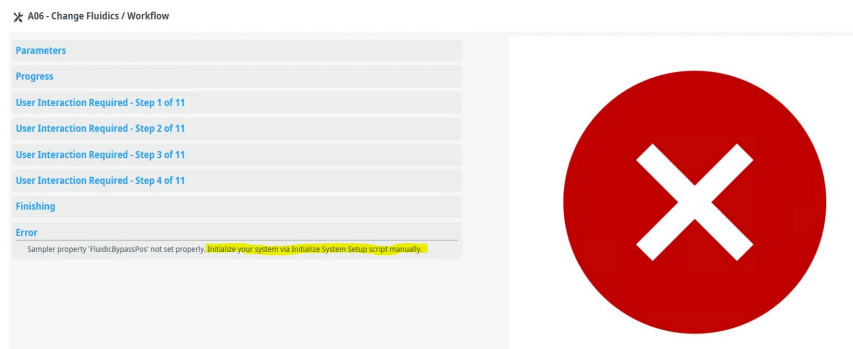 A06 - Change Fluidics / Workflow
Parameters
Progress
User Interaction Required - Step 1 of 11
User Interaction Required - Step 2 of 11
User Interaction Required - Step 3 of 11
User Interaction Required - Step 4 of 11
Finishing
Error
Sampler property 'FluidicBypassPos' not set properly. Initialize your system via Initialize System Setup script manually.